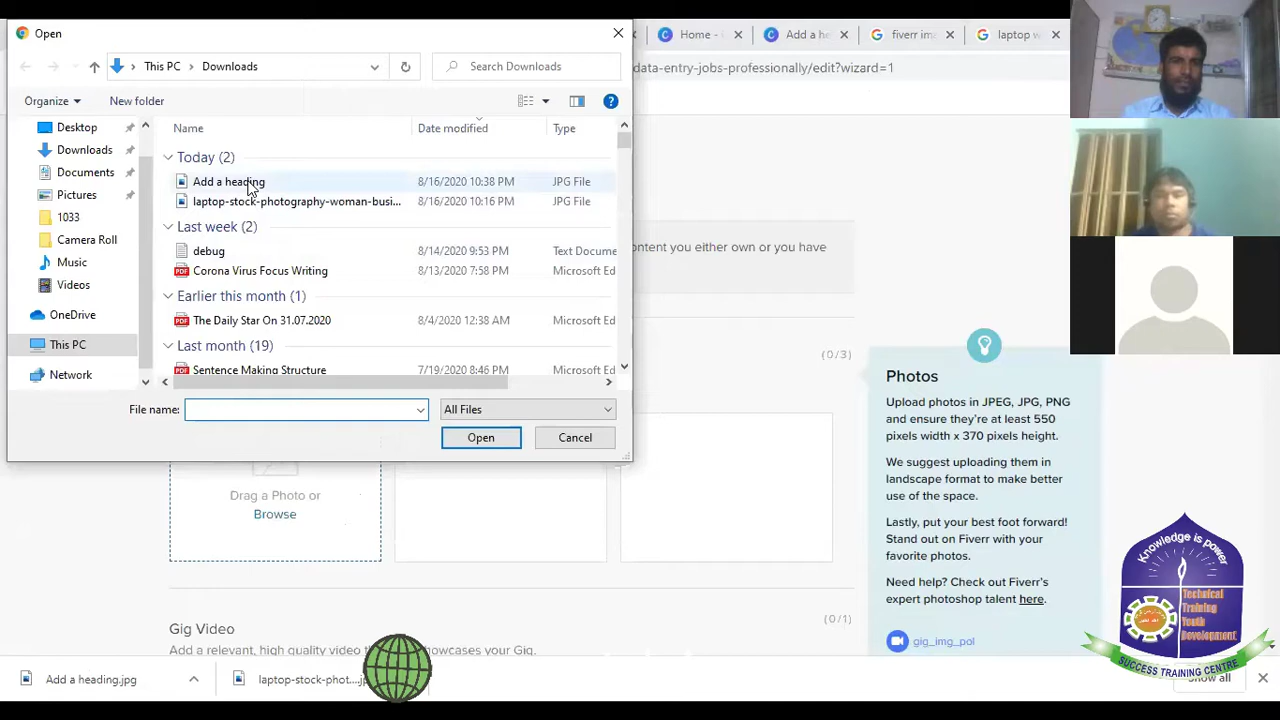 Open
Home -
Add a he
fiverr im
laptop w
This PC > Downloads
Search Downloads
data-entry-jobs-professionally/edit?wizard=1
Organize
New folder
Name
Date modified
Type
Desktop
Downloads
Documents
Pictures
1033
Camera Roll
Music
Videos
OneDrive
This PC
Network
Today (2)
Add a heading 8/16/2020 10:38 PM JPG File
laptop-stock-photography-woman-busi... 8/16/2020 10:16 PM JPG File
Last week (2)
debug 8/14/2020 9:53 PM Text Docume
Corona Virus Focus Writing 8/13/2020 7:58 PM Microsoft Ed
Earlier this month (1)
The Daily Star On 31.07.2020 8/4/2020 12:38 AM Microsoft Ed
Last month (19)
Sentence Making Structure 7/19/2020 8:46 PM Microsoft Ed
File name:
All Files
Open
Cancel
ontent you either own or you have
(0/3)
Drag a Photo or
Browse
Photos
Upload photos in JPEG, JPG, PNG
and ensure they're at least 550
pixels width x 370 pixels height.
We suggest uploading them in
landscape format to make better
use of the space.
Lastly, put your best foot forward!
Stand out on Fiverr with your
favorite photos.
Need help? Check out Fiverr's
expert photoshop talent here.
gig_img_pol
(0/1)
Gig Video
Add a relevant, high quality video th
owcases your Gig.
Add a heading.jpg
laptop-stock-phot....j
Show all
Knowledge is power
Technical
Training
Youth
Development
SUCCESS TRAINING CENTRE